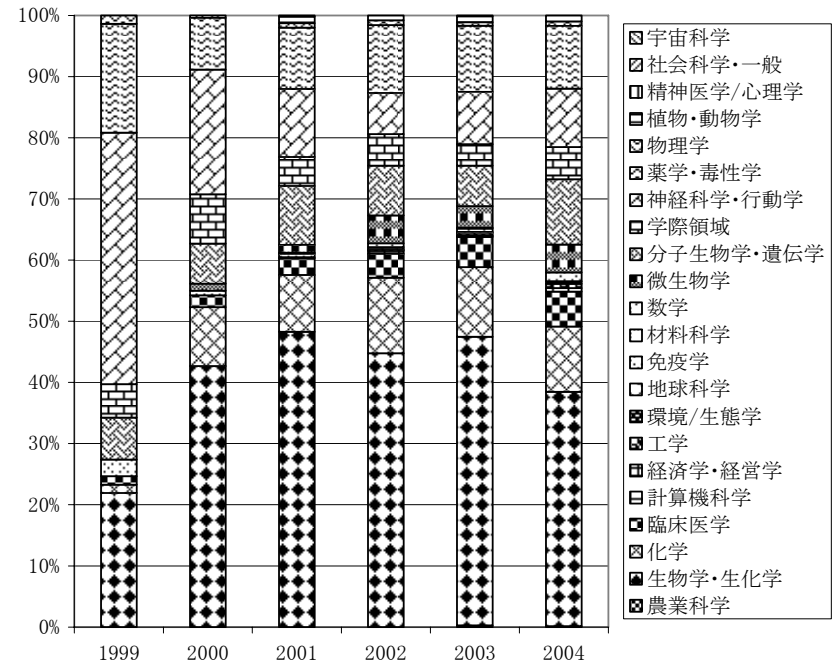 100%
90%
80%
70%
60%
50%
40%
30%
20%
10%
0%
1999 2000 2001 2002 2003 2004
宇宙科学
社会科学・一般
精神医学/心理学
植物・動物学
物理学
薬学・毒性学
神経科学・行動学
学際領域
分子生物学・遺伝学
微生物学
数学
材料科学
免疫学
地球科学
環境/生態学
工学
経済学・経営学
計算機科学
臨床医学
化学
生物学・生化学
農業科学